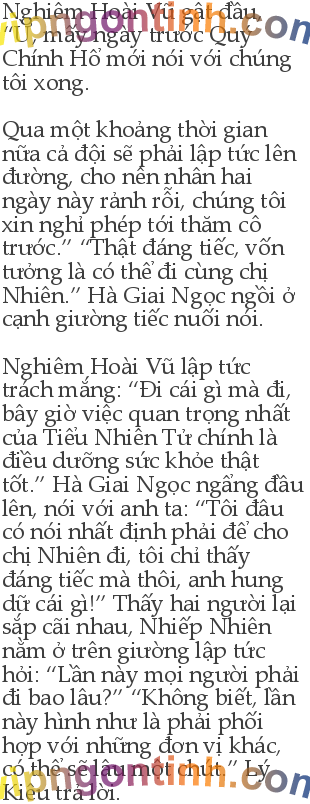 Nghiêm Hoài Vũ gật đầu,
“Ừ, mấy ngày trước Quý
Chính Hổ mới nói với chúng
tôi xong.
Qua một khoảng thời gian
nữa cả đội sẽ phải lập tức lên
đường, cho nên nhân hai
ngày này rảnh rỗi, chúng tôi
xin nghỉ phép tới thăm cô
trước.” “Thật đáng tiếc, vốn
tưởng là có thể đi cùng chị
Nhiên.” Hà Giai Ngọc ngồi ở
cạnh giường tiếc nuối nói.
Nghiêm Hoài Vũ lập tức
trách mắng: “Đi cái gì mà đi,
bây giờ việc quan trọng nhất
của Tiểu Nhiên Tử chính là
điều dưỡng sức khỏe thật
tốt.” Hà Giai Ngọc ngẩng đầu
lên, nói với anh ta: “Tôi đâu
có nói nhất định phải để cho
chị Nhiên đi, tôi chỉ thấy
đáng tiếc mà thôi, anh hung
dữ cái gì!” Thấy hai người lại
sắp cãi nhau, Nhiếp Nhiên
nằm ở trên giường lập tức
hỏi: “Lần này mọi người phải
đi bao lâu?” “Không biết, lần
này hình như là phải phối
hợp với những đơn vị khác,
có thể sẽ lâu một chút.” Lý
Kiêu trả lời.
vipngontinh.com
vipngontinh.com